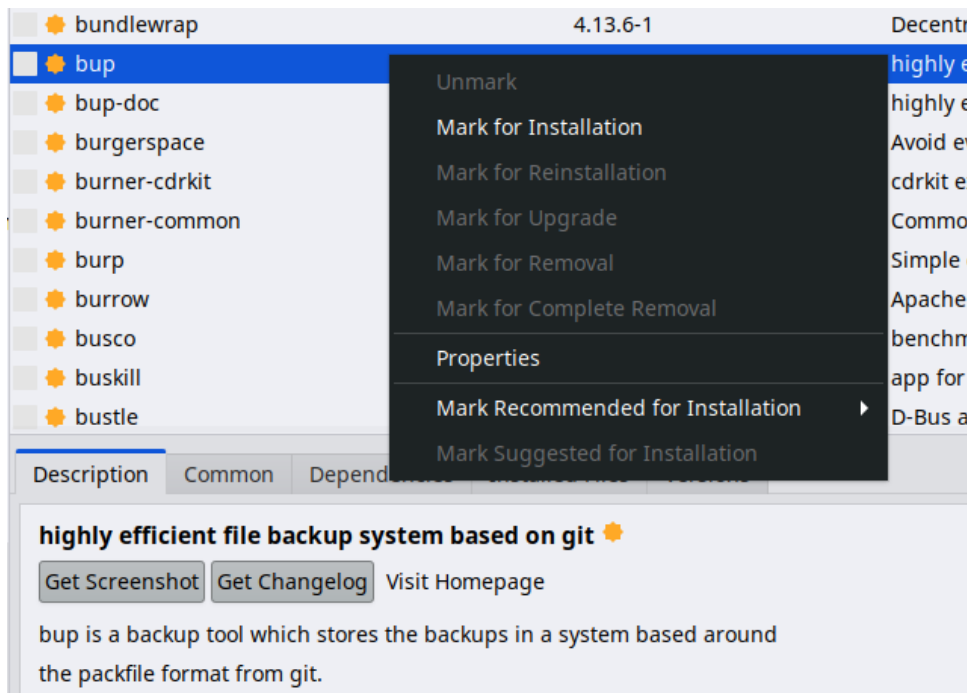 bundlewrap 4.13.6-1 Decentr
bup highly e
bup-doc highly e
burgerspace Avoid ev
burner-cdrkit cdrkit e
burner-common Commo
burp Simple
burrow Apache
busco benchm
buskill app for
bustle D-Bus a
Unmark
Mark for Installation
Mark for Reinstallation
Mark for Upgrade
Mark for Removal
Mark for Complete Removal
Properties
Mark Recommended for Installation
Mark Suggested for Installation
Description Common Dependencies Installed Files Versions
highly efficient file backup system based on git
Get Screenshot Get Changelog Visit Homepage
bup is a backup tool which stores the backups in a system based around
the packfile format from git.